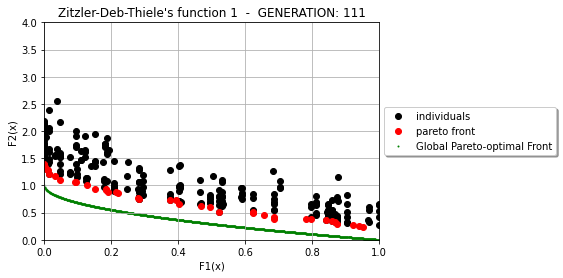 Zitzler-Deb-Thiele's function 1 - GENERATION: 111
4.0
3.5
3.0
2.5
2.0
1.5
1.0
0.5
0.0
F2(x)
0.0 0.2 0.4 0.6 0.8 1.0
F1(x)
individuals
pareto front
Global Pareto-optimal Front